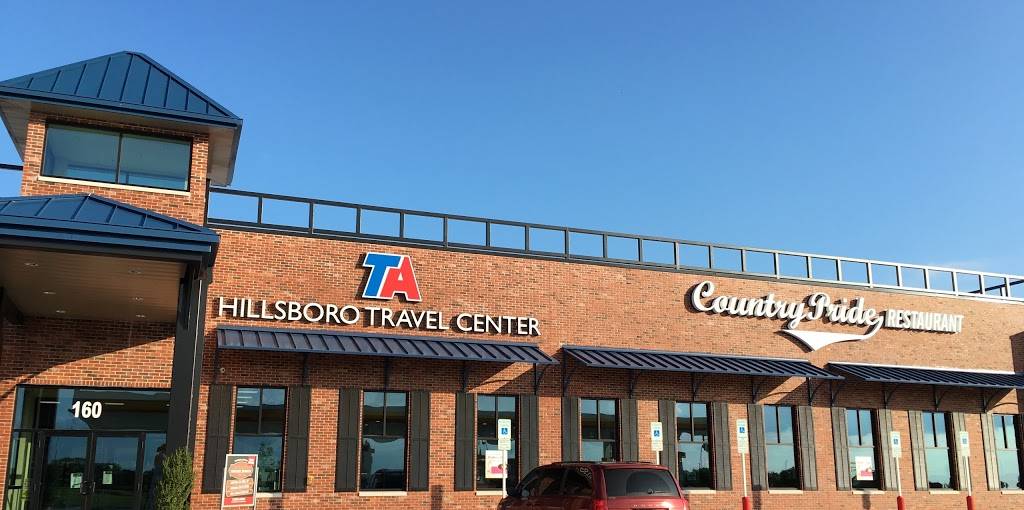 TA
HILLSBORO TRAVEL CENTER
Country Pride RESTAURANT
160